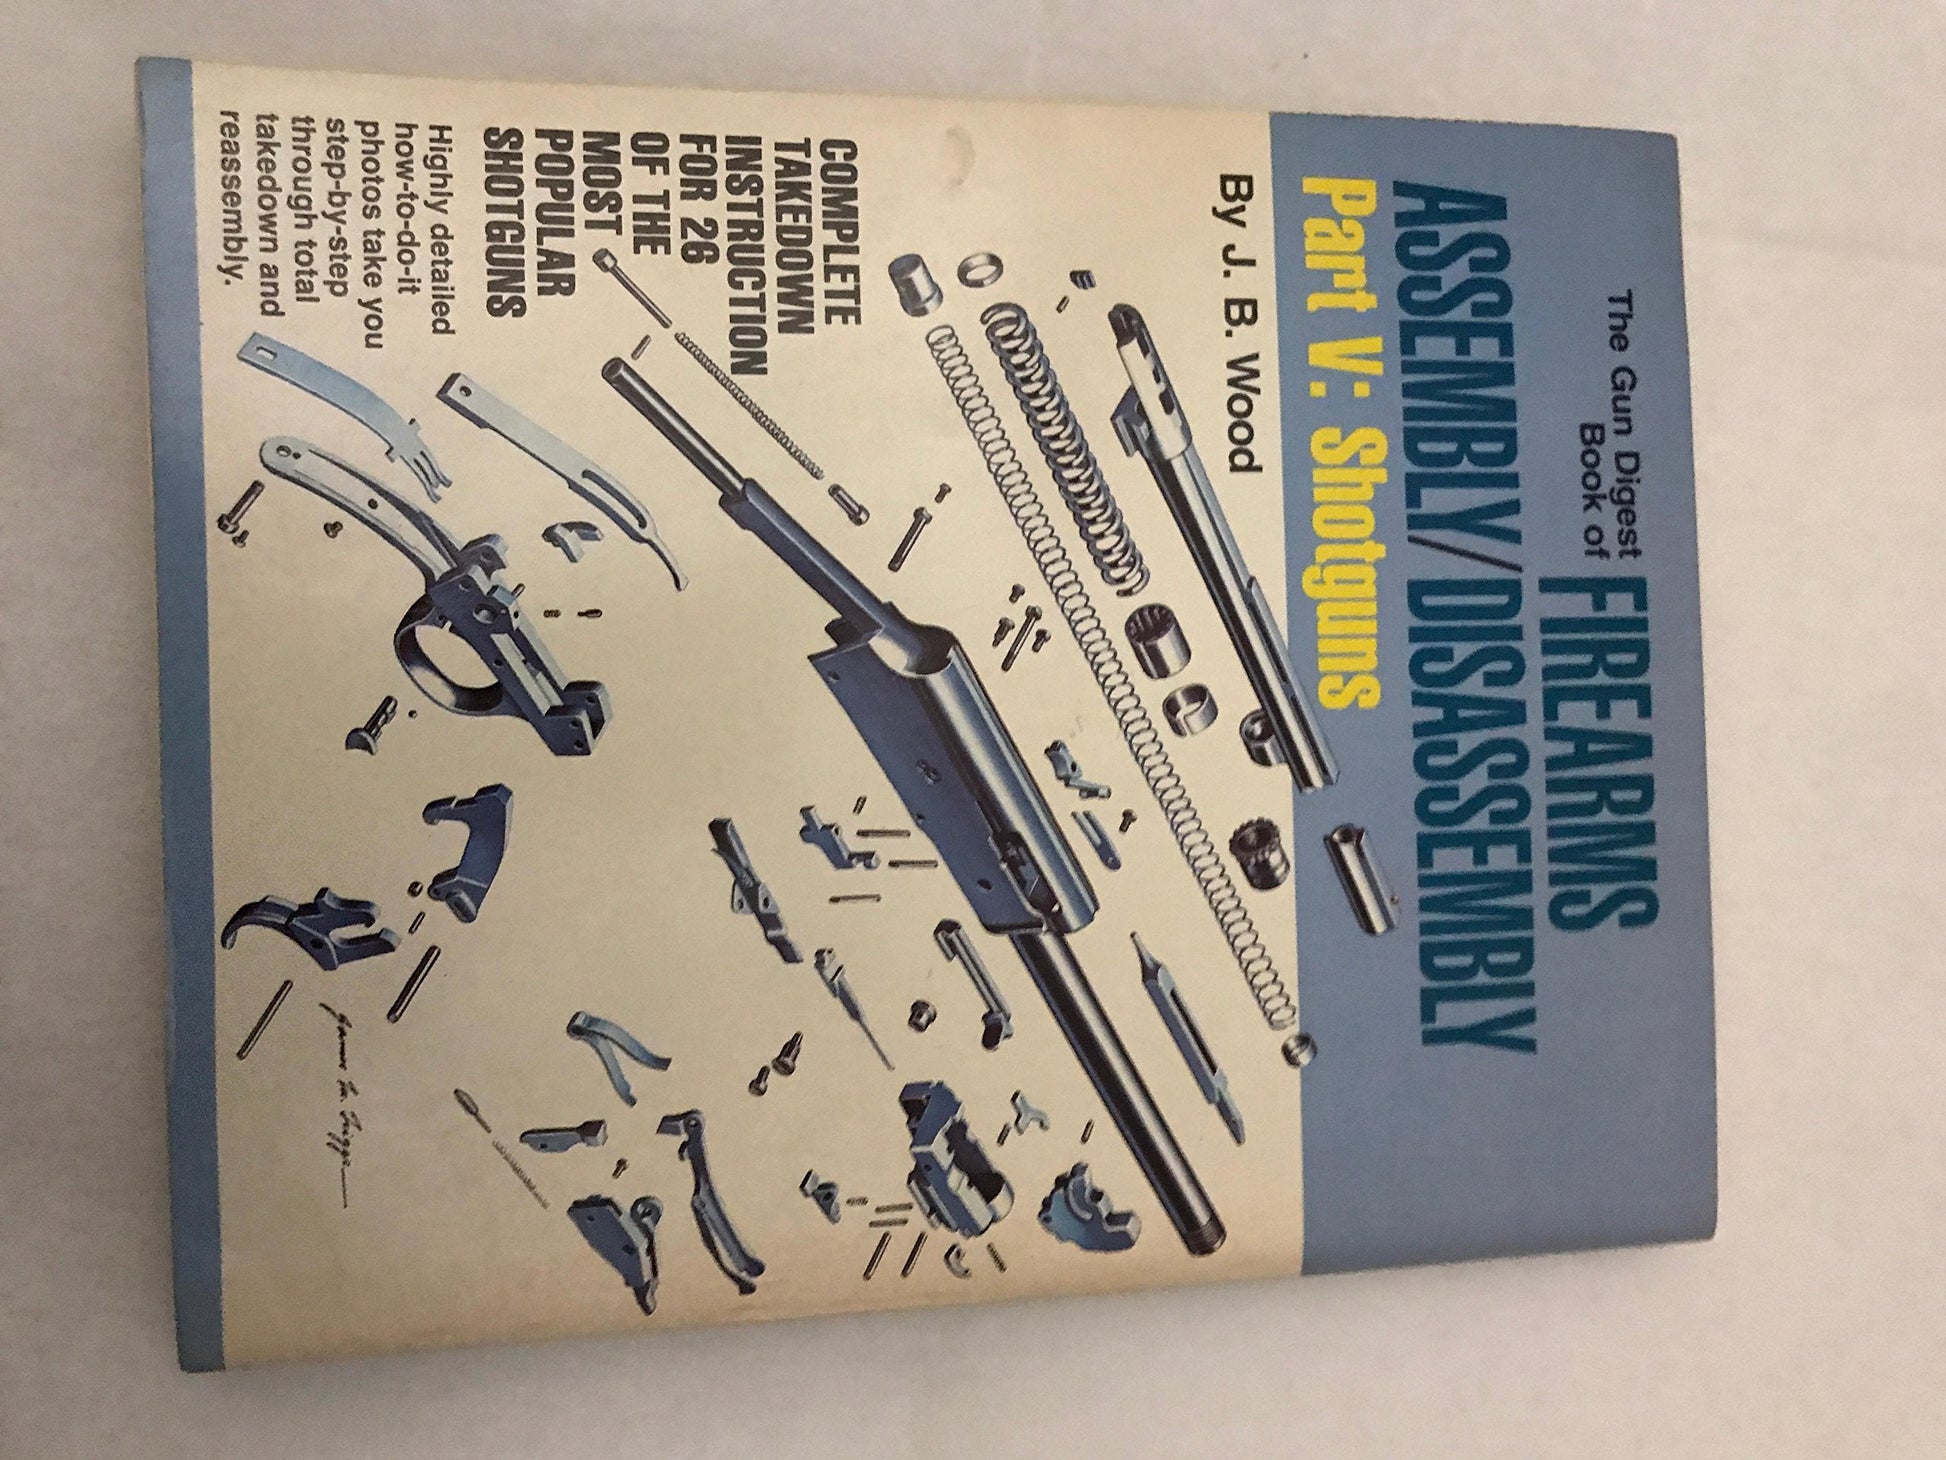 The Gun Digest
Book of FIREARMS
ASSEMBLY/DISASSEMBLY
Part V: Shotguns
By J. B. Wood
COMPLETE
TAKEDOWN
INSTRUCTION
FOR 26
OF THE
MOST
POPULAR
SHOTGUNS
Highly detailed
how-to-do-it
photos take you
step-by-step
through total
takedown and
reassembly.
James M. Triggs